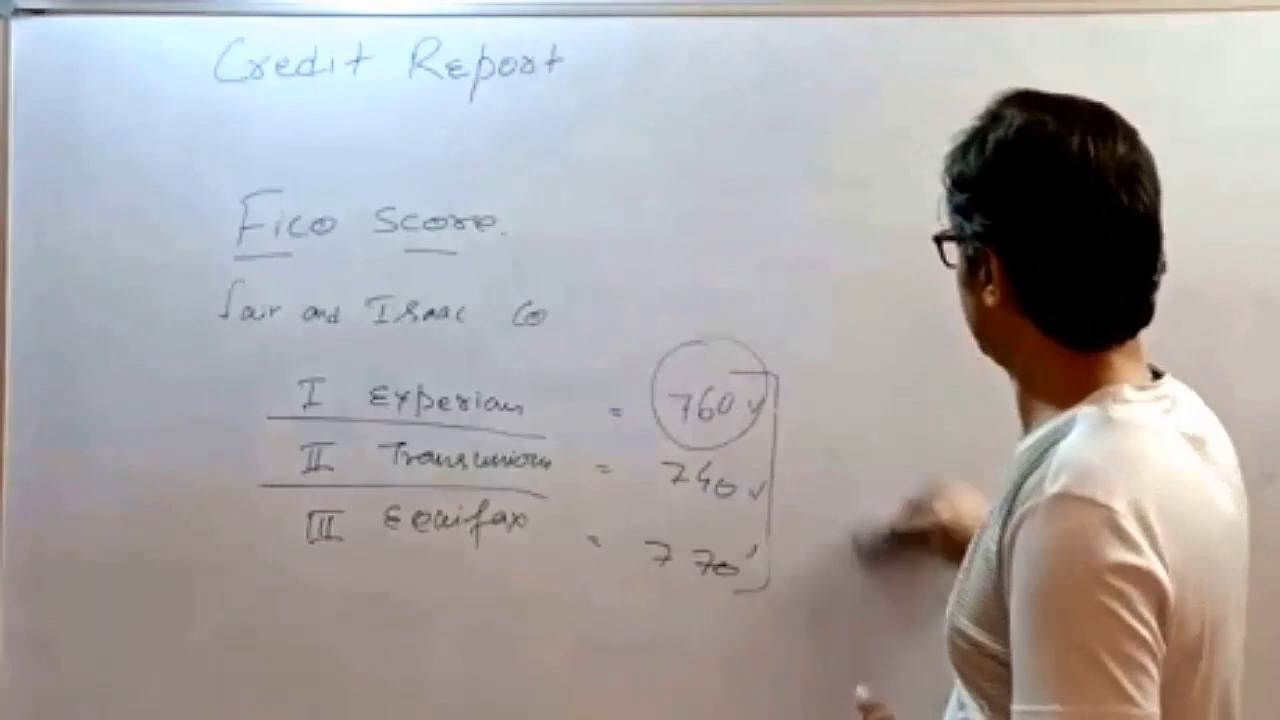 Credit Report
Fico Score.
fair and Isaac Co
I Experian = 760 ✓
II Transunion = 740 ✓
III Equifax = 770 ✓